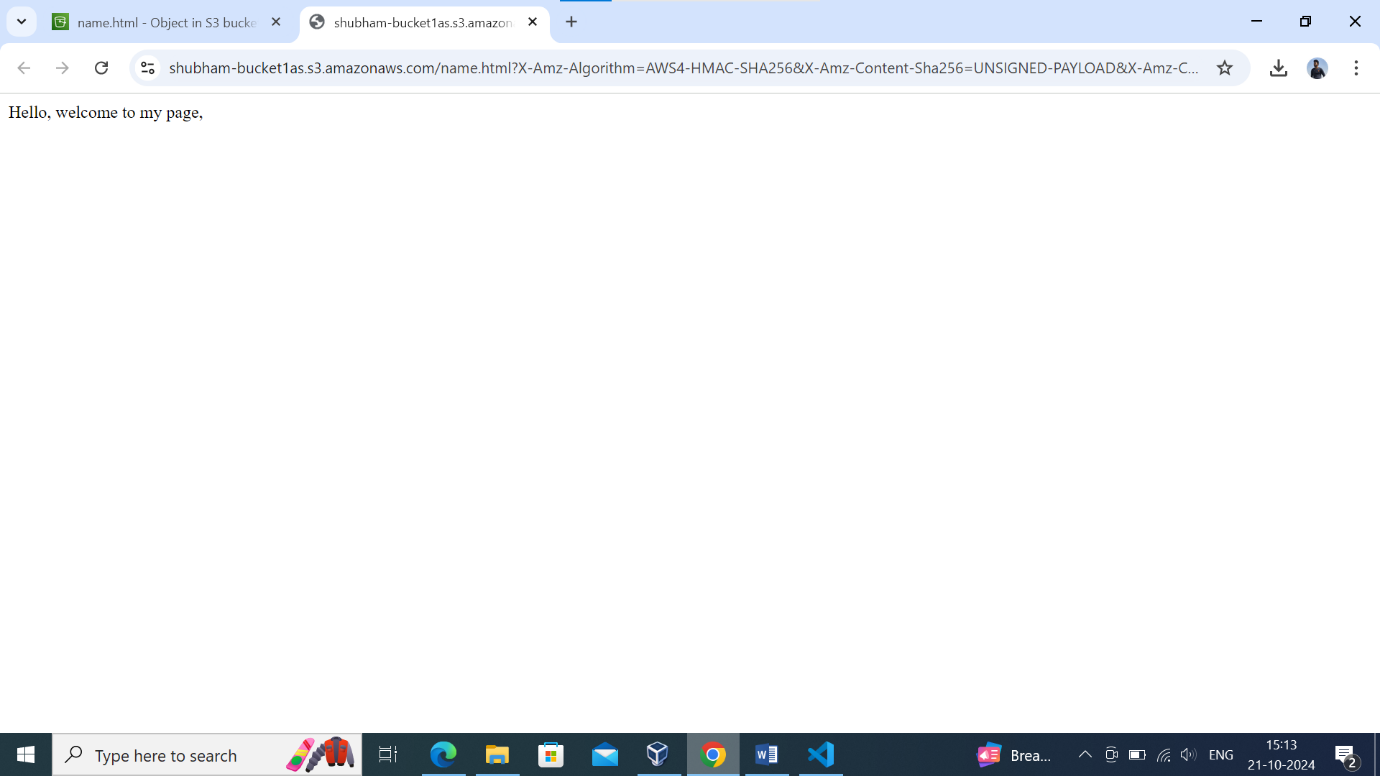 name.html - Object in S3 bucke
shubham-bucket1as.s3.amazon
shubham-bucket1as.s3.amazonaws.com/name.html?X-Amz-Algorithm=AWS4-HMAC-SHA256&X-Amz-Content-Sha256=UNSIGNED-PAYLOAD&X-Amz-C...
Hello, welcome to my page,
Type here to search
Brea...
ENG
15:13
21-10-2024
2